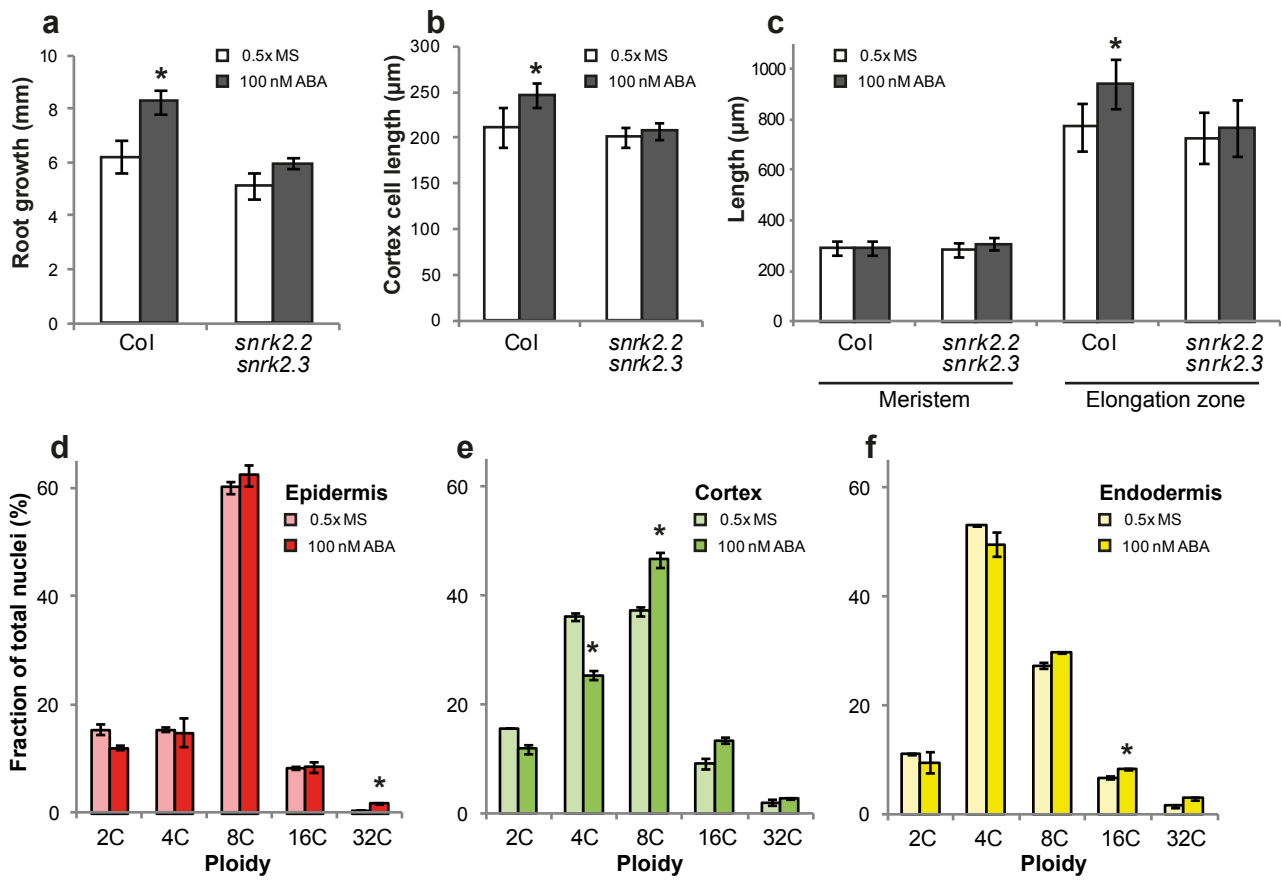 a
Root growth (mm)
10
8
6
4
2
0
0.5x MS
100 nM ABA
*
Col
snrk2.2
snrk2.3
b
Cortex cell length (µm)
300
250
200
150
100
50
0
0.5x MS
100 nM ABA
*
Col
snrk2.2
snrk2.3
c
Length (µm)
1000
800
600
400
200
0
0.5x MS
100 nM ABA
*
Col
snrk2.2
snrk2.3
Col
snrk2.2
snrk2.3
Meristem
Elongation zone
d
Fraction of total nuclei (%)
60
40
20
0
Epidermis
0.5x MS
100 nM ABA
*
2C 4C 8C 16C 32C
Ploidy
e
60
40
20
0
Cortex
0.5x MS
100 nM ABA
*
*
2C 4C 8C 16C 32C
Ploidy
f
60
40
20
0
Endodermis
0.5x MS
100 nM ABA
*
2C 4C 8C 16C 32C
Ploidy